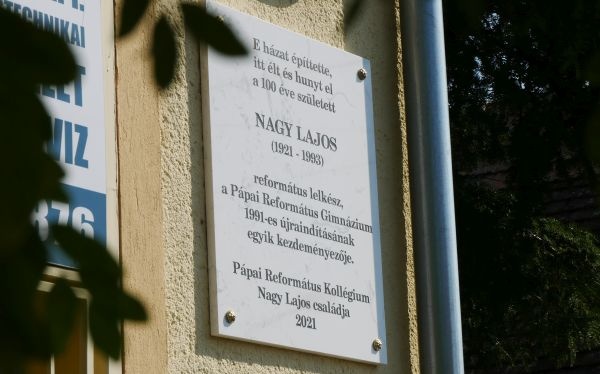 TECHNIKAI
VIZ
376
E házat építtette,
itt élt és hunyt el
a 100 éve született
NAGY LAJOS
(1921 - 1993)
református lelkész,
a Pápai Református Gimnázium
1991-es újraindításának
egyik kezdeményezője.
Pápai Református Kollégium
Nagy Lajos családja
2021